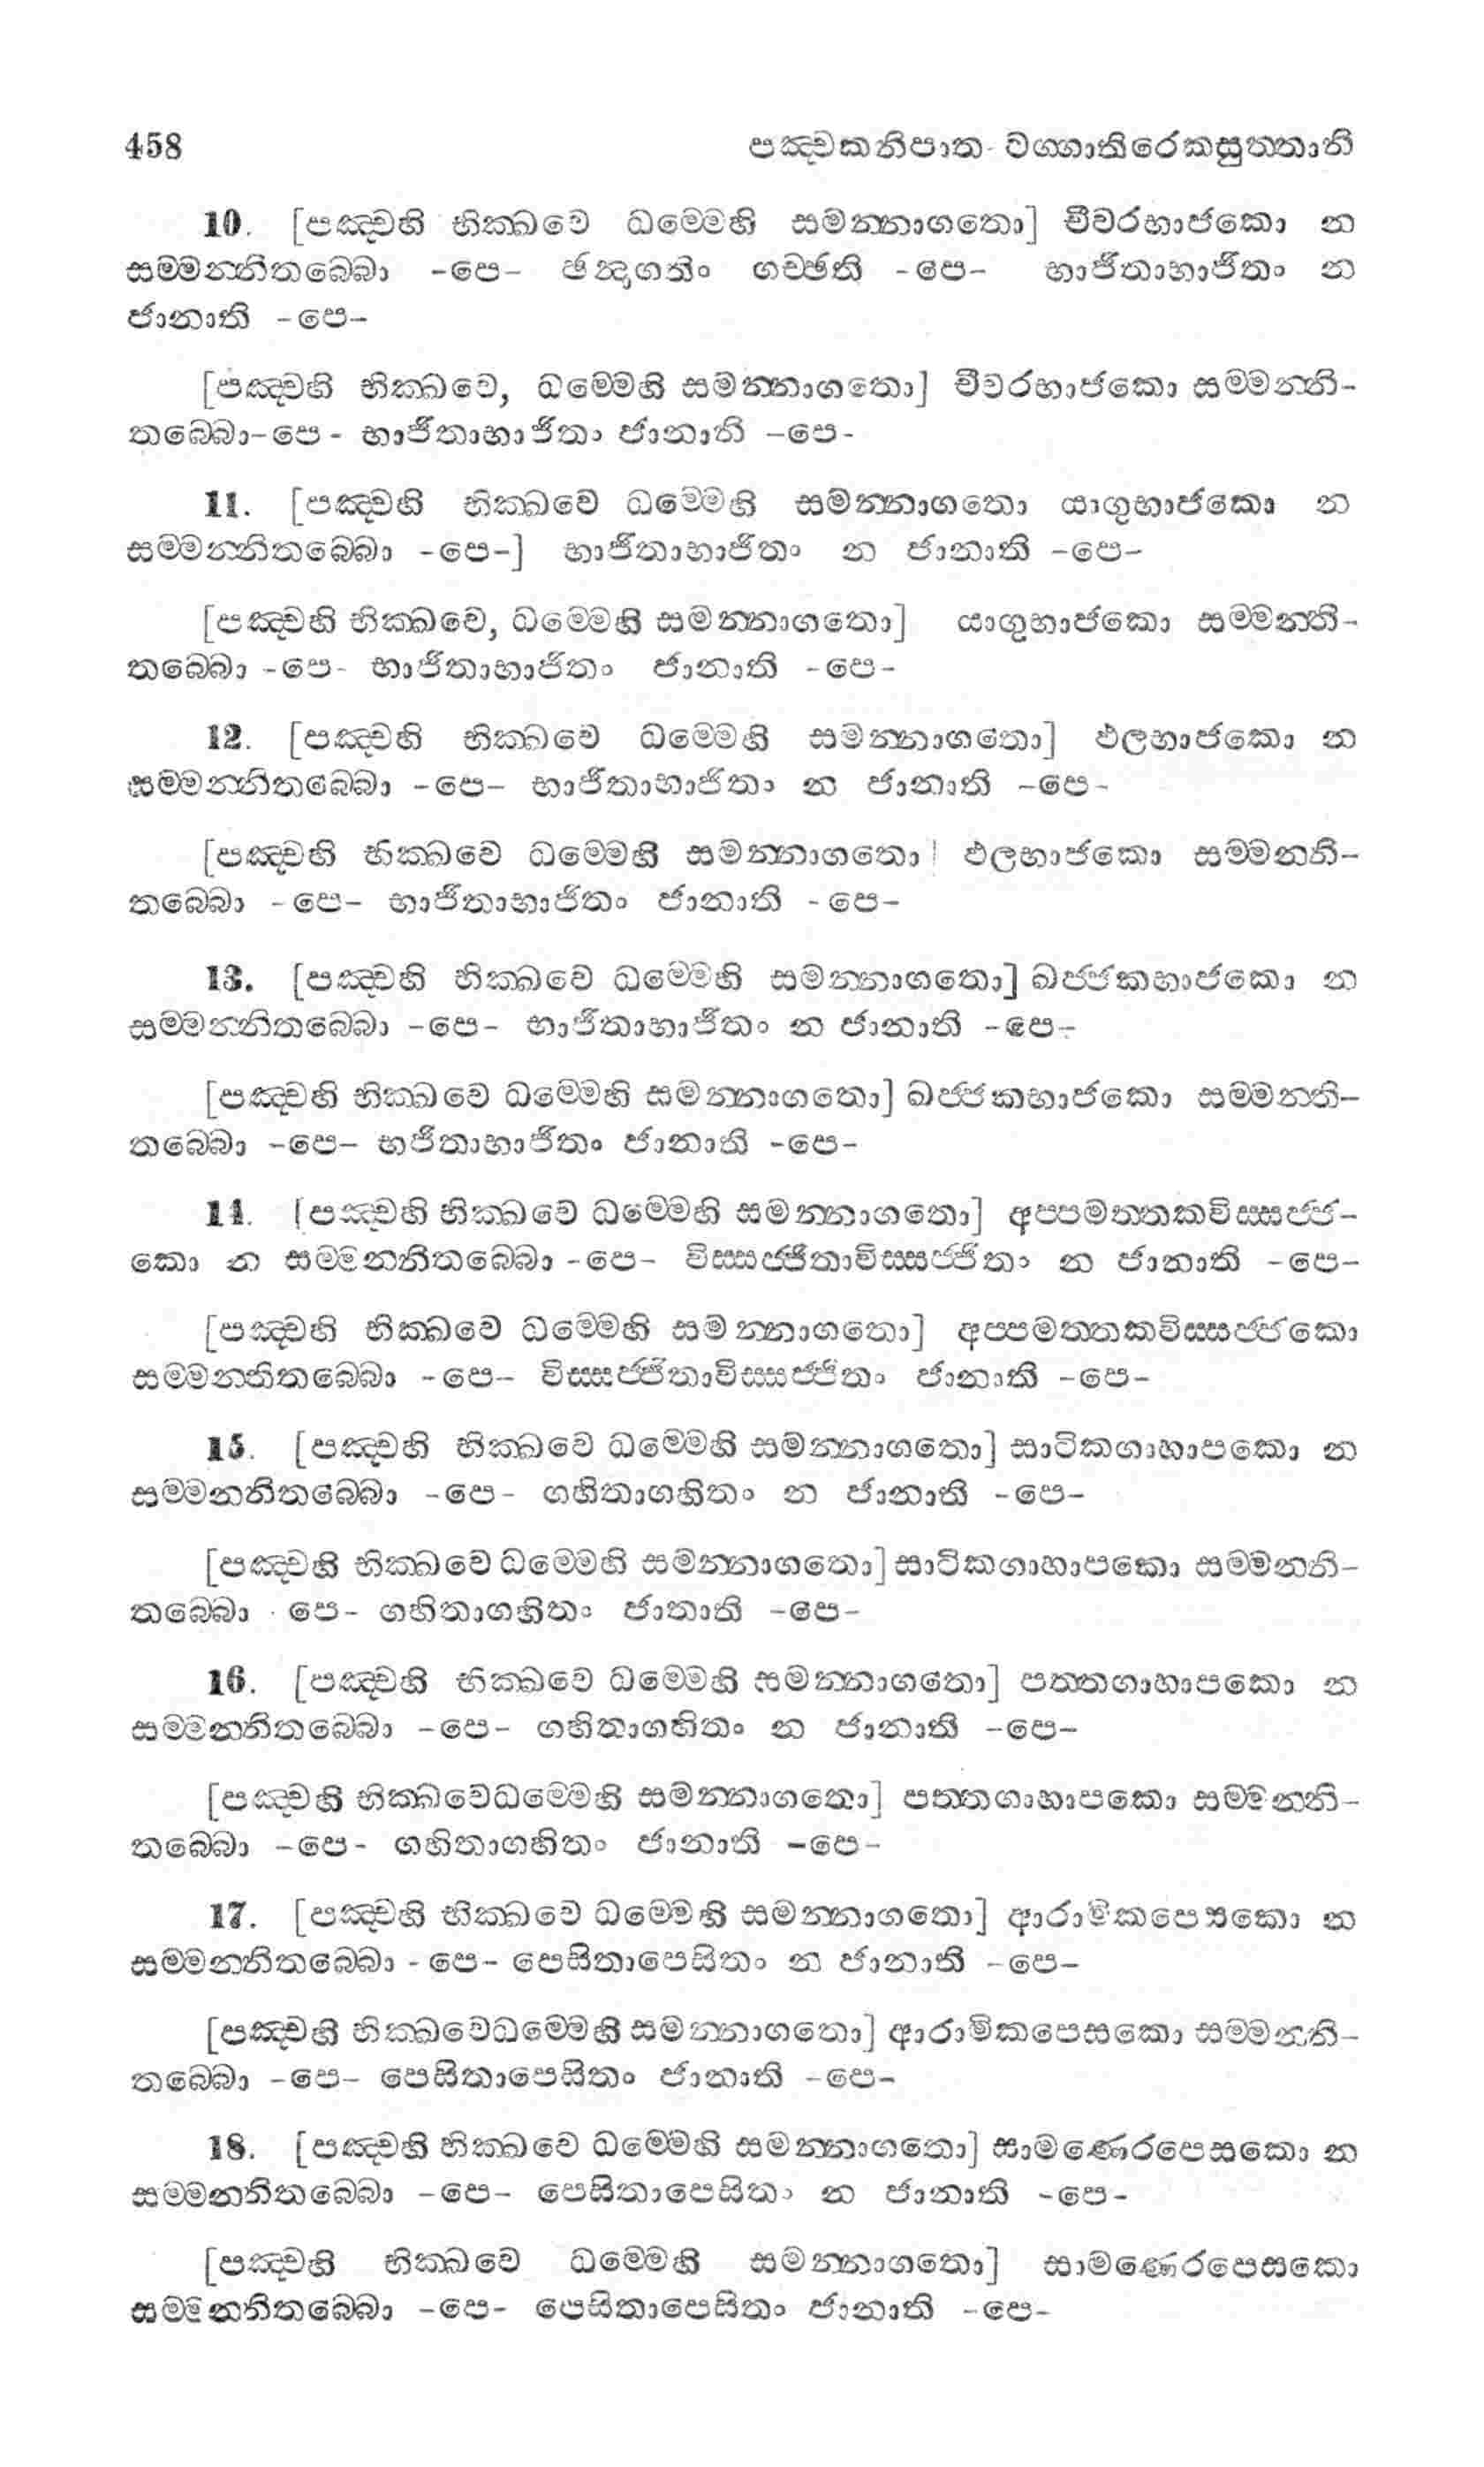 458 පඤ්චකනිපාත- වග්ගාතිරෙකසුත්තානි
10. [පඤ්චහි භික්ඛවෙ ධම්මෙහි සමන්නාගතො] චීවරභාජකො න
සම්මන්නිතබ්බො -පෙ- ඡන්දාගතිං ගච්ඡති -පෙ- භාජිතාභාජිතං න
ජානාති -පෙ-
[පඤ්චහි භික්ඛවෙ, ධම්මෙහි සමන්නාගතො] චීවරභාජකො සම්මන්නි-
තබ්බො-පෙ- භාජිතාභාජිතං ජානාති -පෙ-
11. [පඤ්චහි භික්ඛවෙ ධම්මෙහි සමන්නාගතො යාගුභාජකො න
සම්මන්නිතබ්බො -පෙ-] භාජිතාභාජිතං න ජානාති -පෙ-
[පඤ්චහි භික්ඛවෙ, ධම්මෙහි සමන්නාගතො] යාගුභාජකො සම්මන්නි-
තබ්බො -පෙ- භාජිතාභාජිතං ජානාති -පෙ-
12. [පඤ්චහි භික්ඛවෙ ධම්මෙහි සමන්නාගතො] ඵලභාජකො න
සම්මන්නිතබ්බො -පෙ- භාජිතාභාජිතං න ජානාති -පෙ-
[පඤ්චහි භික්ඛවෙ ධම්මෙහි සමන්නාගතො] ඵලභාජකො සම්මන්නි-
තබ්බො -පෙ- භාජිතාභාජිතං ජානාති -පෙ-
13. [පඤ්චහි භික්ඛවෙ ධම්මෙහි සමන්නාගතො] ඛජ්ජකභාජකො න
සම්මන්නිතබ්බො -පෙ- භාජිතාභාජිතං න ජානාති -පෙ-
[පඤ්චහි භික්ඛවෙ ධම්මෙහි සමන්නාගතො] ඛජ්ජකභාජකො සම්මන්නි-
තබ්බො -පෙ- භජිතාභාජිතං ජානාති -පෙ-
14. [පඤ්චහි භික්ඛවෙ ධම්මෙහි සමන්නාගතො] අප්පමත්තකවිස්සජ්ජ-
කො න සම්මන්නිතබ්බො -පෙ- විස්සජ්ජිතාවිස්සජ්ජිතං න ජානාති -පෙ-
[පඤ්චහි භික්ඛවෙ ධම්මෙහි සමන්නාගතො] අප්පමත්තකවිස්සජ්ජකො
සම්මන්නිතබ්බො -පෙ- විස්සජ්ජිතාවිස්සජ්ජිතං ජානාති -පෙ-
15. [පඤ්චහි භික්ඛවෙ ධම්මෙහි සමන්නාගතො] සාටිකගාහාපකො න
සම්මන්නිතබ්බො -පෙ- ගහිතාගහිතං න ජානාති -පෙ-
[පඤ්චහි භික්ඛවෙ ධම්මෙහි සමන්නාගතො] සාටිකගාහාපකො සම්මන්නි-
තබ්බො -පෙ- ගහිතාගහිතං ජානාති -පෙ-
16. [පඤ්චහි භික්ඛවෙ ධම්මෙහි සමන්නාගතො] පත්තගාහාපකො න
සම්මන්නිතබ්බො -පෙ- ගහිතාගහිතං න ජානාති -පෙ-
[පඤ්චහි භික්ඛවෙධම්මෙහි සමන්නාගතො] පත්තගාහාපකො සම්මන්නි-
තබ්බො -පෙ- ගහිතාගහිතං ජානාති -පෙ-
17. [පඤ්චහි භික්ඛවෙ ධම්මෙහි සමන්නාගතො] ආරාමිකපෙසකො න
සම්මන්නිතබ්බො -පෙ- පෙසිතාපෙසිතං න ජානාති -පෙ-
[පඤ්චහි භික්ඛවෙධම්මෙහි සමන්නාගතො] ආරාමිකපෙසකො සම්මන්නි-
තබ්බො -පෙ- පෙසිතාපෙසිතං ජානාති -පෙ-
18. [පඤ්චහි භික්ඛවෙ ධම්මෙහි සමන්නාගතො] සාමණෙරපෙසකො න
සම්මන්නිතබ්බො -පෙ- පෙසිතාපෙසිතං න ජානාති -පෙ-
[පඤ්චහි භික්ඛවෙ ධම්මෙහි සමන්නාගතො] සාමණෙරපෙසකො
සම්මන්නිතබ්බො -පෙ- පෙසිතාපෙසිතං ජානාති -පෙ-